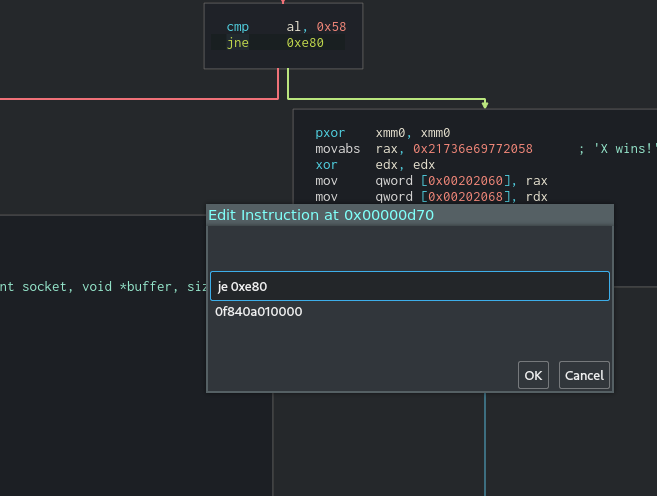 cmp al, 0x58
jne 0xe80
pxor xmm0, xmm0
movabs rax, 0x21736e69772058 ; 'X wins!'
xor edx, edx
mov qword [0x00202060], rax
mov qword [0x00202068], rdx
Edit Instruction at 0x00000d70
je 0xe80
nt socket, void *buffer, siz
0f840a010000
OK Cancel